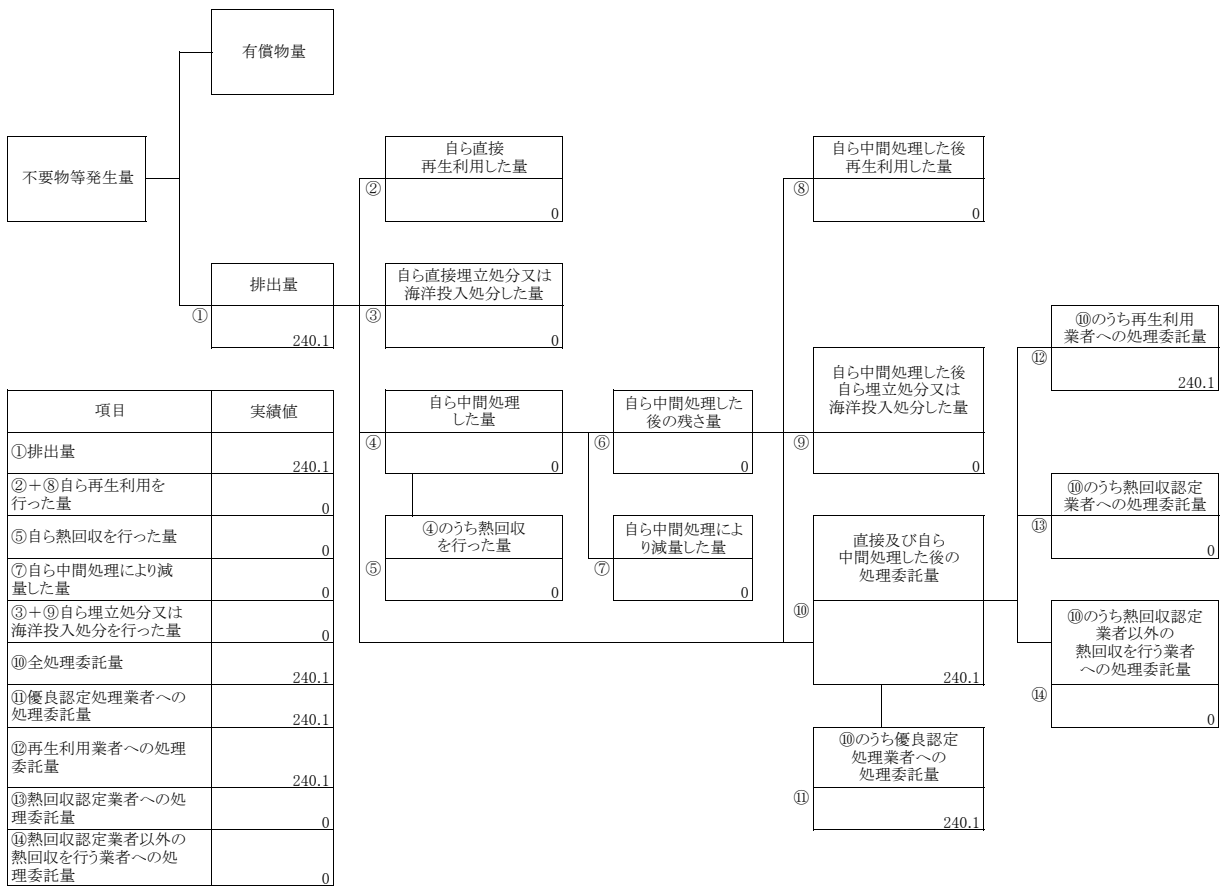 有償物量
不要物等発生量
排出量
①
240.1
自ら直接
再生利用した量
②
0
自ら直接埋立処分又は
海洋投入処分した量
③
0
自ら中間処理
した量
④
0
④のうち熱回収
を行った量
⑤
0
自ら中間処理した
後の残さ量
⑥
0
自ら中間処理によ
り減量した量
⑦
0
自ら中間処理した後
再生利用した量
⑧
0
自ら中間処理した後
自ら埋立処分又は
海洋投入処分した量
⑨
0
直接及び自ら
中間処理した後の
処理委託量
⑩
240.1
⑩のうち優良認定
処理業者への
処理委託量
⑪
240.1
⑩のうち再生利用
業者への処理委託量
⑫
240.1
⑩のうち熱回収認定
業者への処理委託量
⑬
0
⑩のうち熱回収認定
業者以外の
熱回収を行う業者
への処理委託量
⑭
0
項目 実績値
①排出量
240.1
②+⑧自ら再生利用を
行った量
0
⑤自ら熱回収を行った量
0
⑦自ら中間処理により減
量した量
0
③+⑨自ら埋立処分又は
海洋投入処分を行った量
0
⑩全処理委託量
240.1
⑪優良認定処理業者への
処理委託量
240.1
⑫再生利用業者への処理
委託量
240.1
⑬熱回収認定業者への処
理委託量
0
⑭熱回収認定業者以外の
熱回収を行う業者への処
理委託量
0